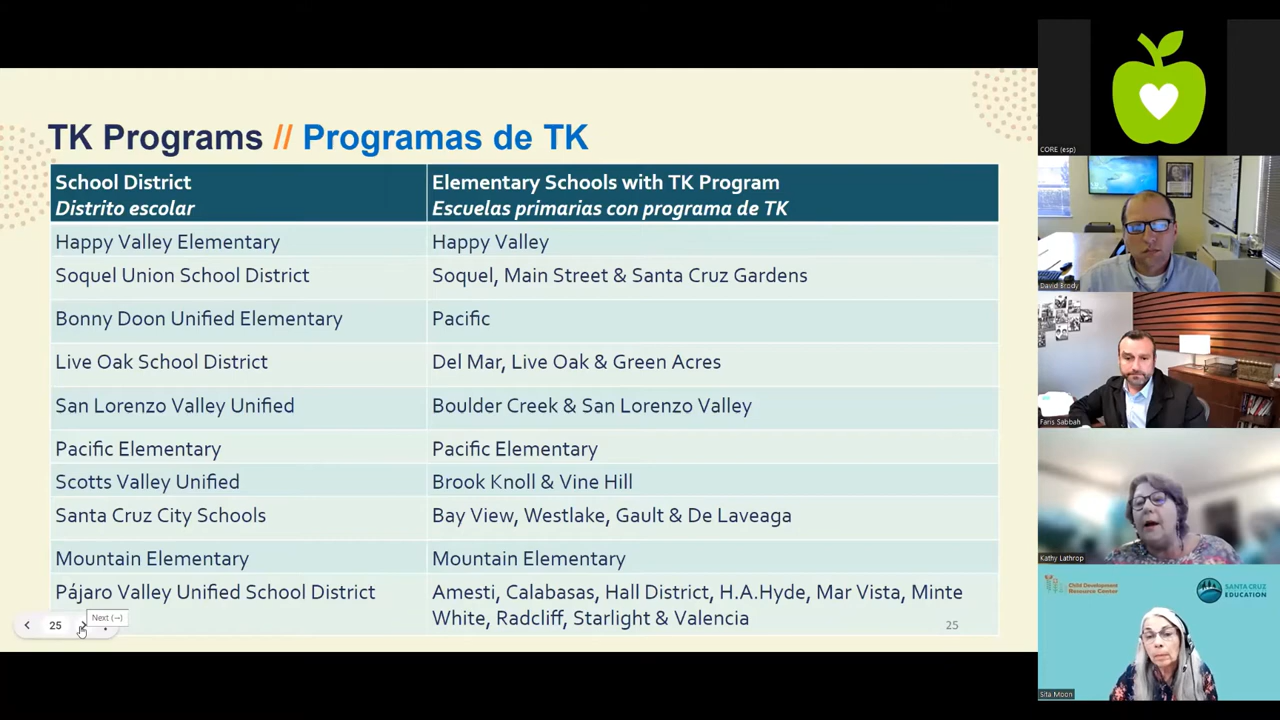 TK Programs // Programas de TK
School District
Distrito escolar
Elementary Schools with TK Program
Escuelas primarias con programa de TK
Happy Valley Elementary
Happy Valley
Soquel Union School District
Soquel, Main Street & Santa Cruz Gardens
Bonny Doon Unified Elementary
Pacific
Live Oak School District
Del Mar, Live Oak & Green Acres
San Lorenzo Valley Unified
Boulder Creek & San Lorenzo Valley
Pacific Elementary
Pacific Elementary
Scotts Valley Unified
Brook Knoll & Vine Hill
Santa Cruz City Schools
Bay View, Westlake, Gault & De Laveaga
Mountain Elementary
Mountain Elementary
Pájaro Valley Unified School District
Amesti, Calabasas, Hall District, H.A.Hyde, Mar Vista, Minte
White, Radcliff, Starlight & Valencia
25
25
Next (→)
CORE (esp)
David Brody
Faris Sabbah
Kathy Lathrop
Child Development
Resource Center
SANTA CRUZ
EDUCATION
Sita Moon